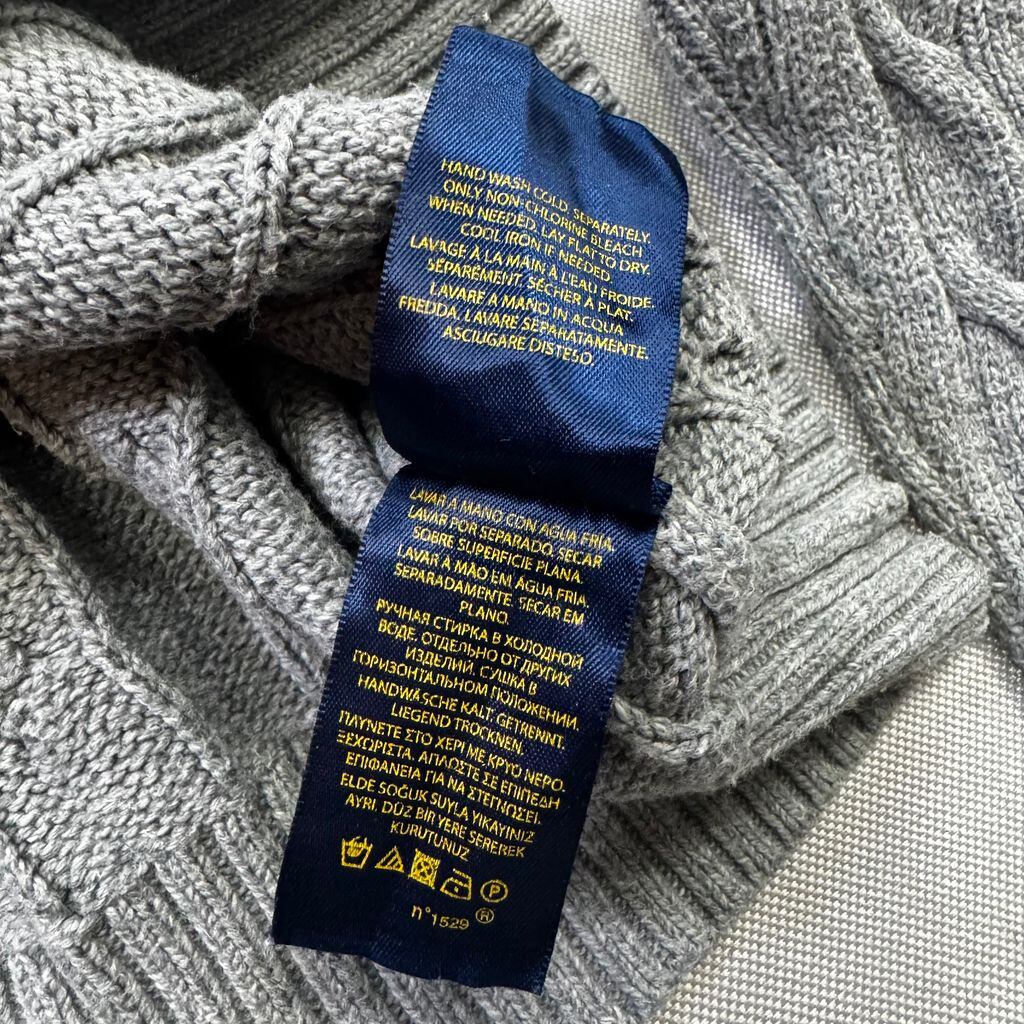 HAND WASH COLD, SEPARATELY.
ONLY NON-CHLORINE BLEACH
WHEN NEEDED. LAY FLAT TO DRY.
COOL IRON IF NEEDED.
LAVAGE À LA MAIN À L'EAU FROIDE.
SÉPARÉMENT. SÉCHER À PLAT.
LAVARE A MANO IN ACQUA
FREDDA. LAVARE SEPARATAMENTE.
ASCIUGARE DISTESO.
LAVAR A MANO CON AGUA FRÍA.
LAVAR POR SEPARADO. SECAR
SOBRE SUPERFICIE PLANA.
LAVAR À MÃO EM ÁGUA FRIA.
SEPARADAMENTE. SECAR EM
PLANO.
РУЧНАЯ СТИРКА В ХОЛОДНОЙ
ВОДЕ. ОТДЕЛЬНО ОТ ДРУГИХ
ИЗДЕЛИЙ. СУШКА В
ГОРИЗОНТАЛЬНОМ ПОЛОЖЕНИИ.
HANDWÄSCHE KALT. GETRENNT.
LIEGEND TROCKNEN.
ΠΛΥΝΕΤΕ ΣΤΟ ΧΕΡΙ ΜΕ ΚΡΥΟ ΝΕΡΟ.
ΞΕΧΩΡΙΣΤΑ. ΑΠΛΩΣΤΕ ΣΕ ΕΠΙΠΕΔΗ
ΕΠΙΦΑΝΕΙΑ ΓΙΑ ΝΑ ΣΤΕΓΝΩΣΕΙ.
ELDE SOĞUK SUYLA YIKAYINIZ
AYRI. DÜZ BIR YERE SEREREK
KURUTUNUZ
P
n°1529 ®